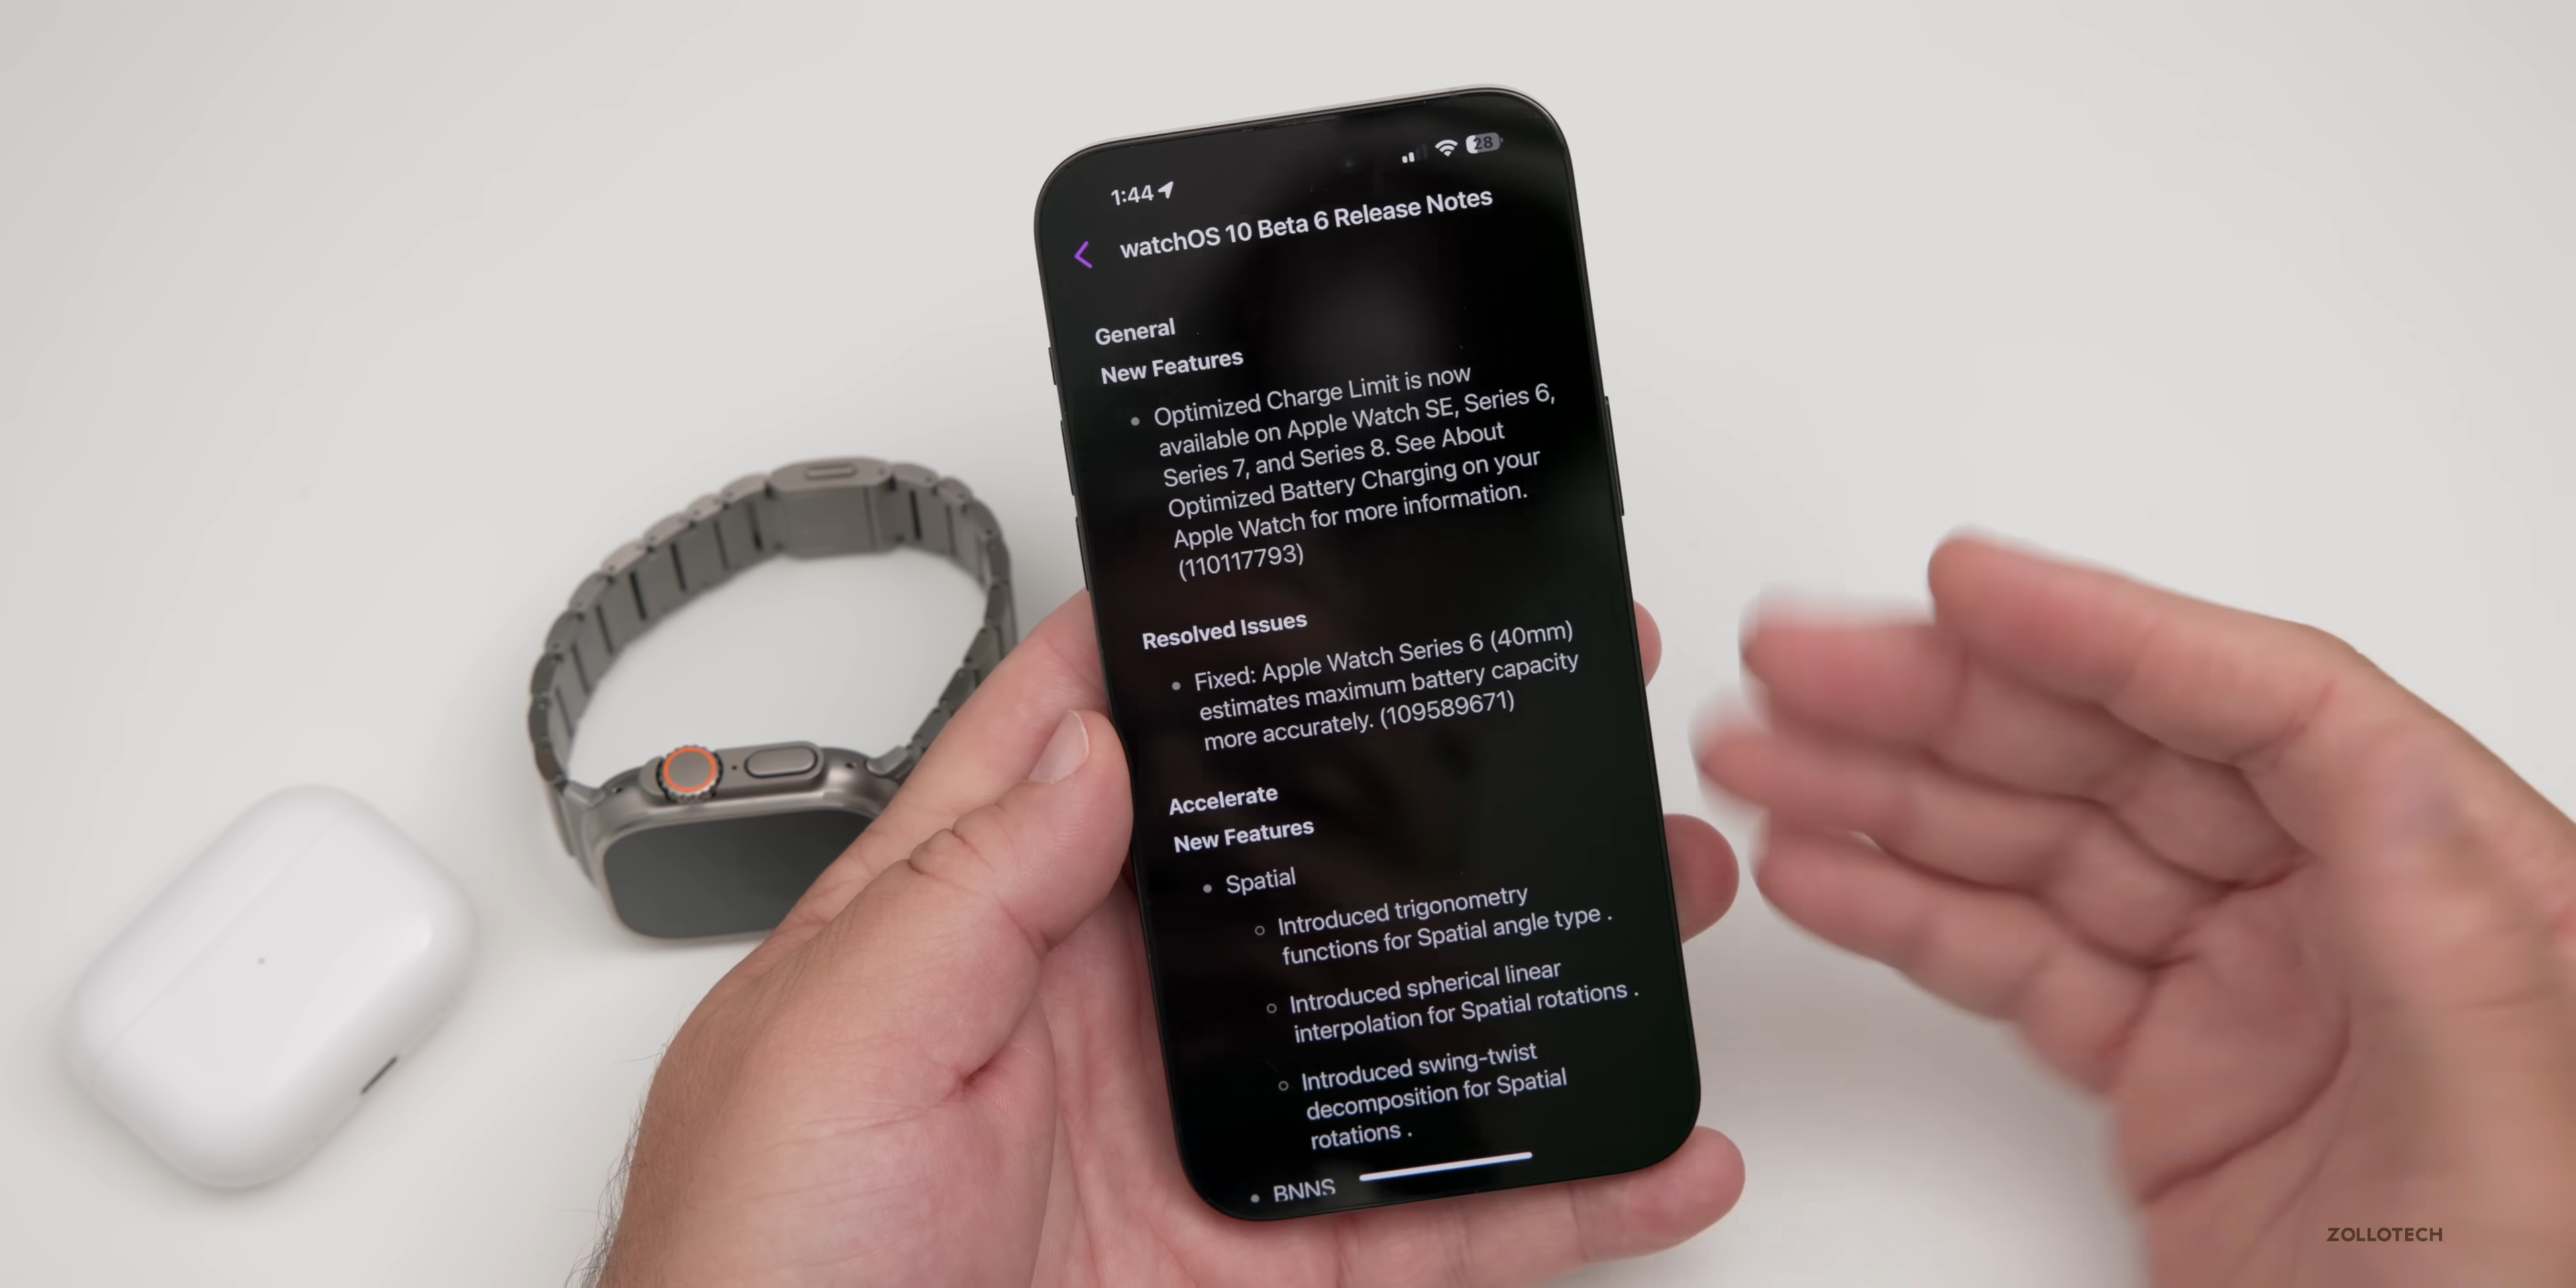 1:44
28
watchOS 10 Beta 6 Release Notes
General
New Features
• Optimized Charge Limit is now
available on Apple Watch SE, Series 6,
Series 7, and Series 8. See About
Optimized Battery Charging on your
Apple Watch for more information.
(110117793)
Resolved Issues
• Fixed: Apple Watch Series 6 (40mm)
estimates maximum battery capacity
more accurately. (109589671)
Accelerate
New Features
• Spatial
◦ Introduced trigonometry
functions for Spatial angle type .
◦ Introduced spherical linear
interpolation for Spatial rotations .
◦ Introduced swing-twist
decomposition for Spatial
rotations .
• BNNS
ZOLLOTECH